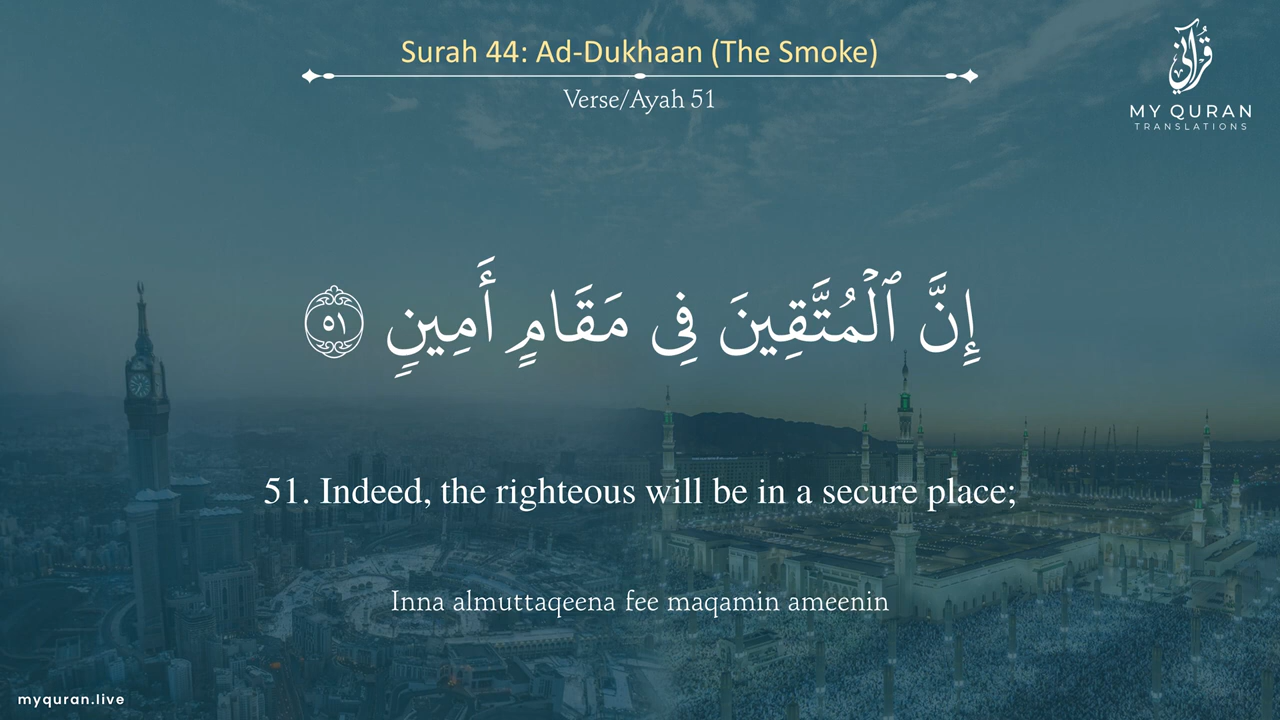 Surah 44: Ad-Dukhaan (The Smoke)
Verse/Ayah 51
قرآني
MY QURAN
TRANSLATIONS
إِنَّ ٱلْمُتَّقِينَ فِى مَقَامٍ أَمِينٍ ٥١
51. Indeed, the righteous will be in a secure place;
Inna almuttaqeena fee maqamin ameenin
myquran.live